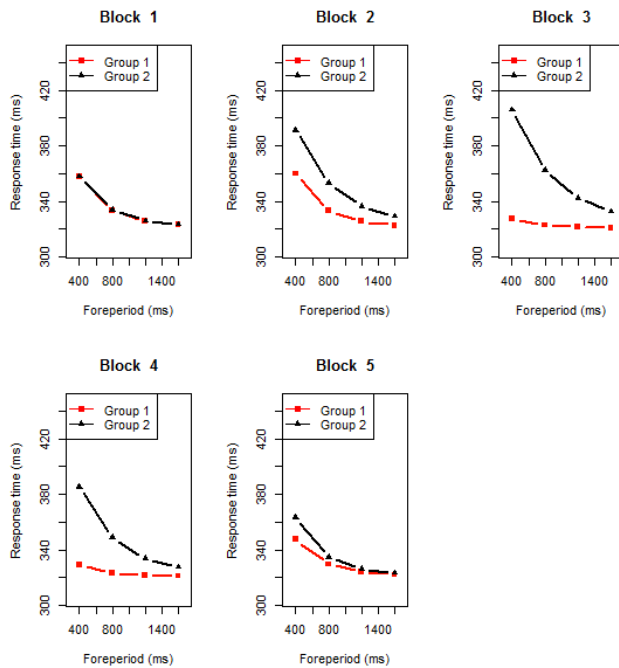 Block 1
Group 1
Group 2
Response time (ms)
300 340 380 420
400 800 1400
Foreperiod (ms)
Block 2
Group 1
Group 2
Response time (ms)
300 340 380 420
400 800 1400
Foreperiod (ms)
Block 3
Group 1
Group 2
Response time (ms)
300 340 380 420
400 800 1400
Foreperiod (ms)
Block 4
Group 1
Group 2
Response time (ms)
300 340 380 420
400 800 1400
Foreperiod (ms)
Block 5
Group 1
Group 2
Response time (ms)
300 340 380 420
400 800 1400
Foreperiod (ms)